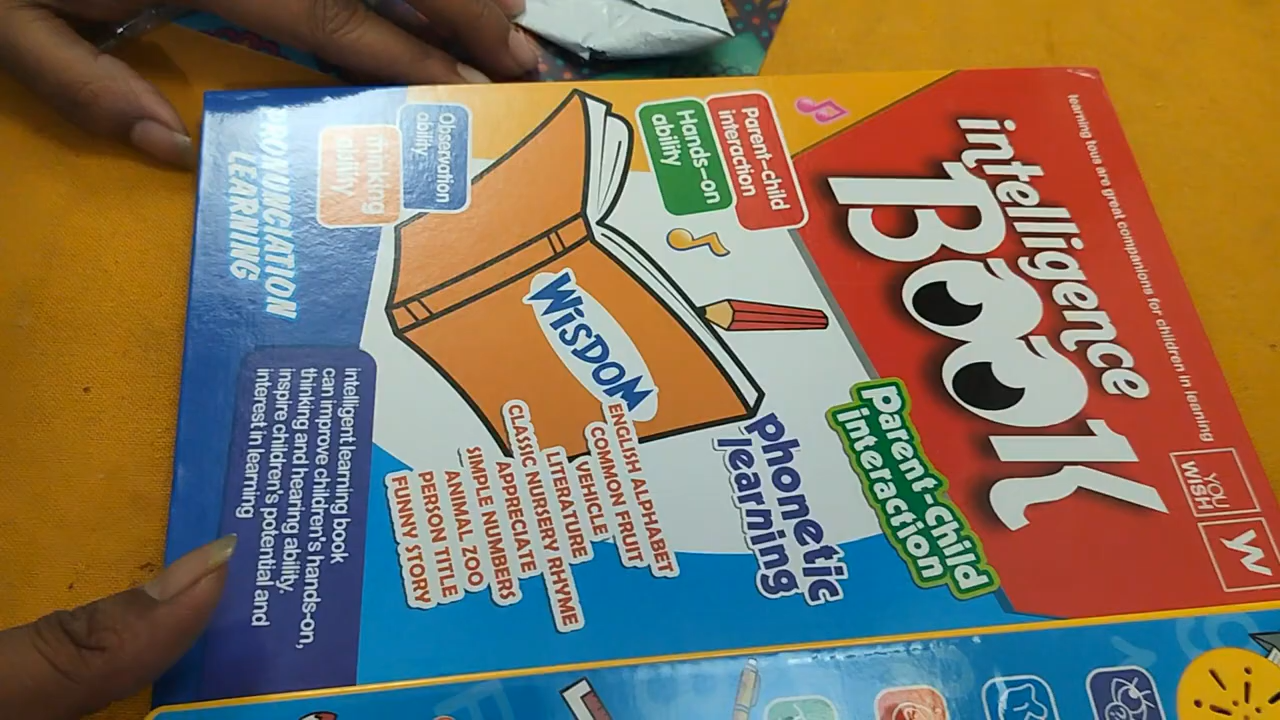 learning tous are great companions for children in leaning
YOU
WISH
W
intelligence
Book
Parent-child
interaction
Parent-child
interaction
Hands-on
ability
phonetic
learning
Observation
ability
thinking
ability
WISDOM
ENGLISH ALPHABET
COMMON FRUIT
VEHICLE
LITERATURE
CLASSIC NURSERY RHYME
APPRECIATE
SIMPLE NUMBERS
ANIMAL ZOO
PERSON TITLE
FUNNY STORY
PRONUNCIATION
LEARNING
intelligent learning book
can improve children's hands-on,
thinking and hearing ability.
inspire children's potential and
interest in learning